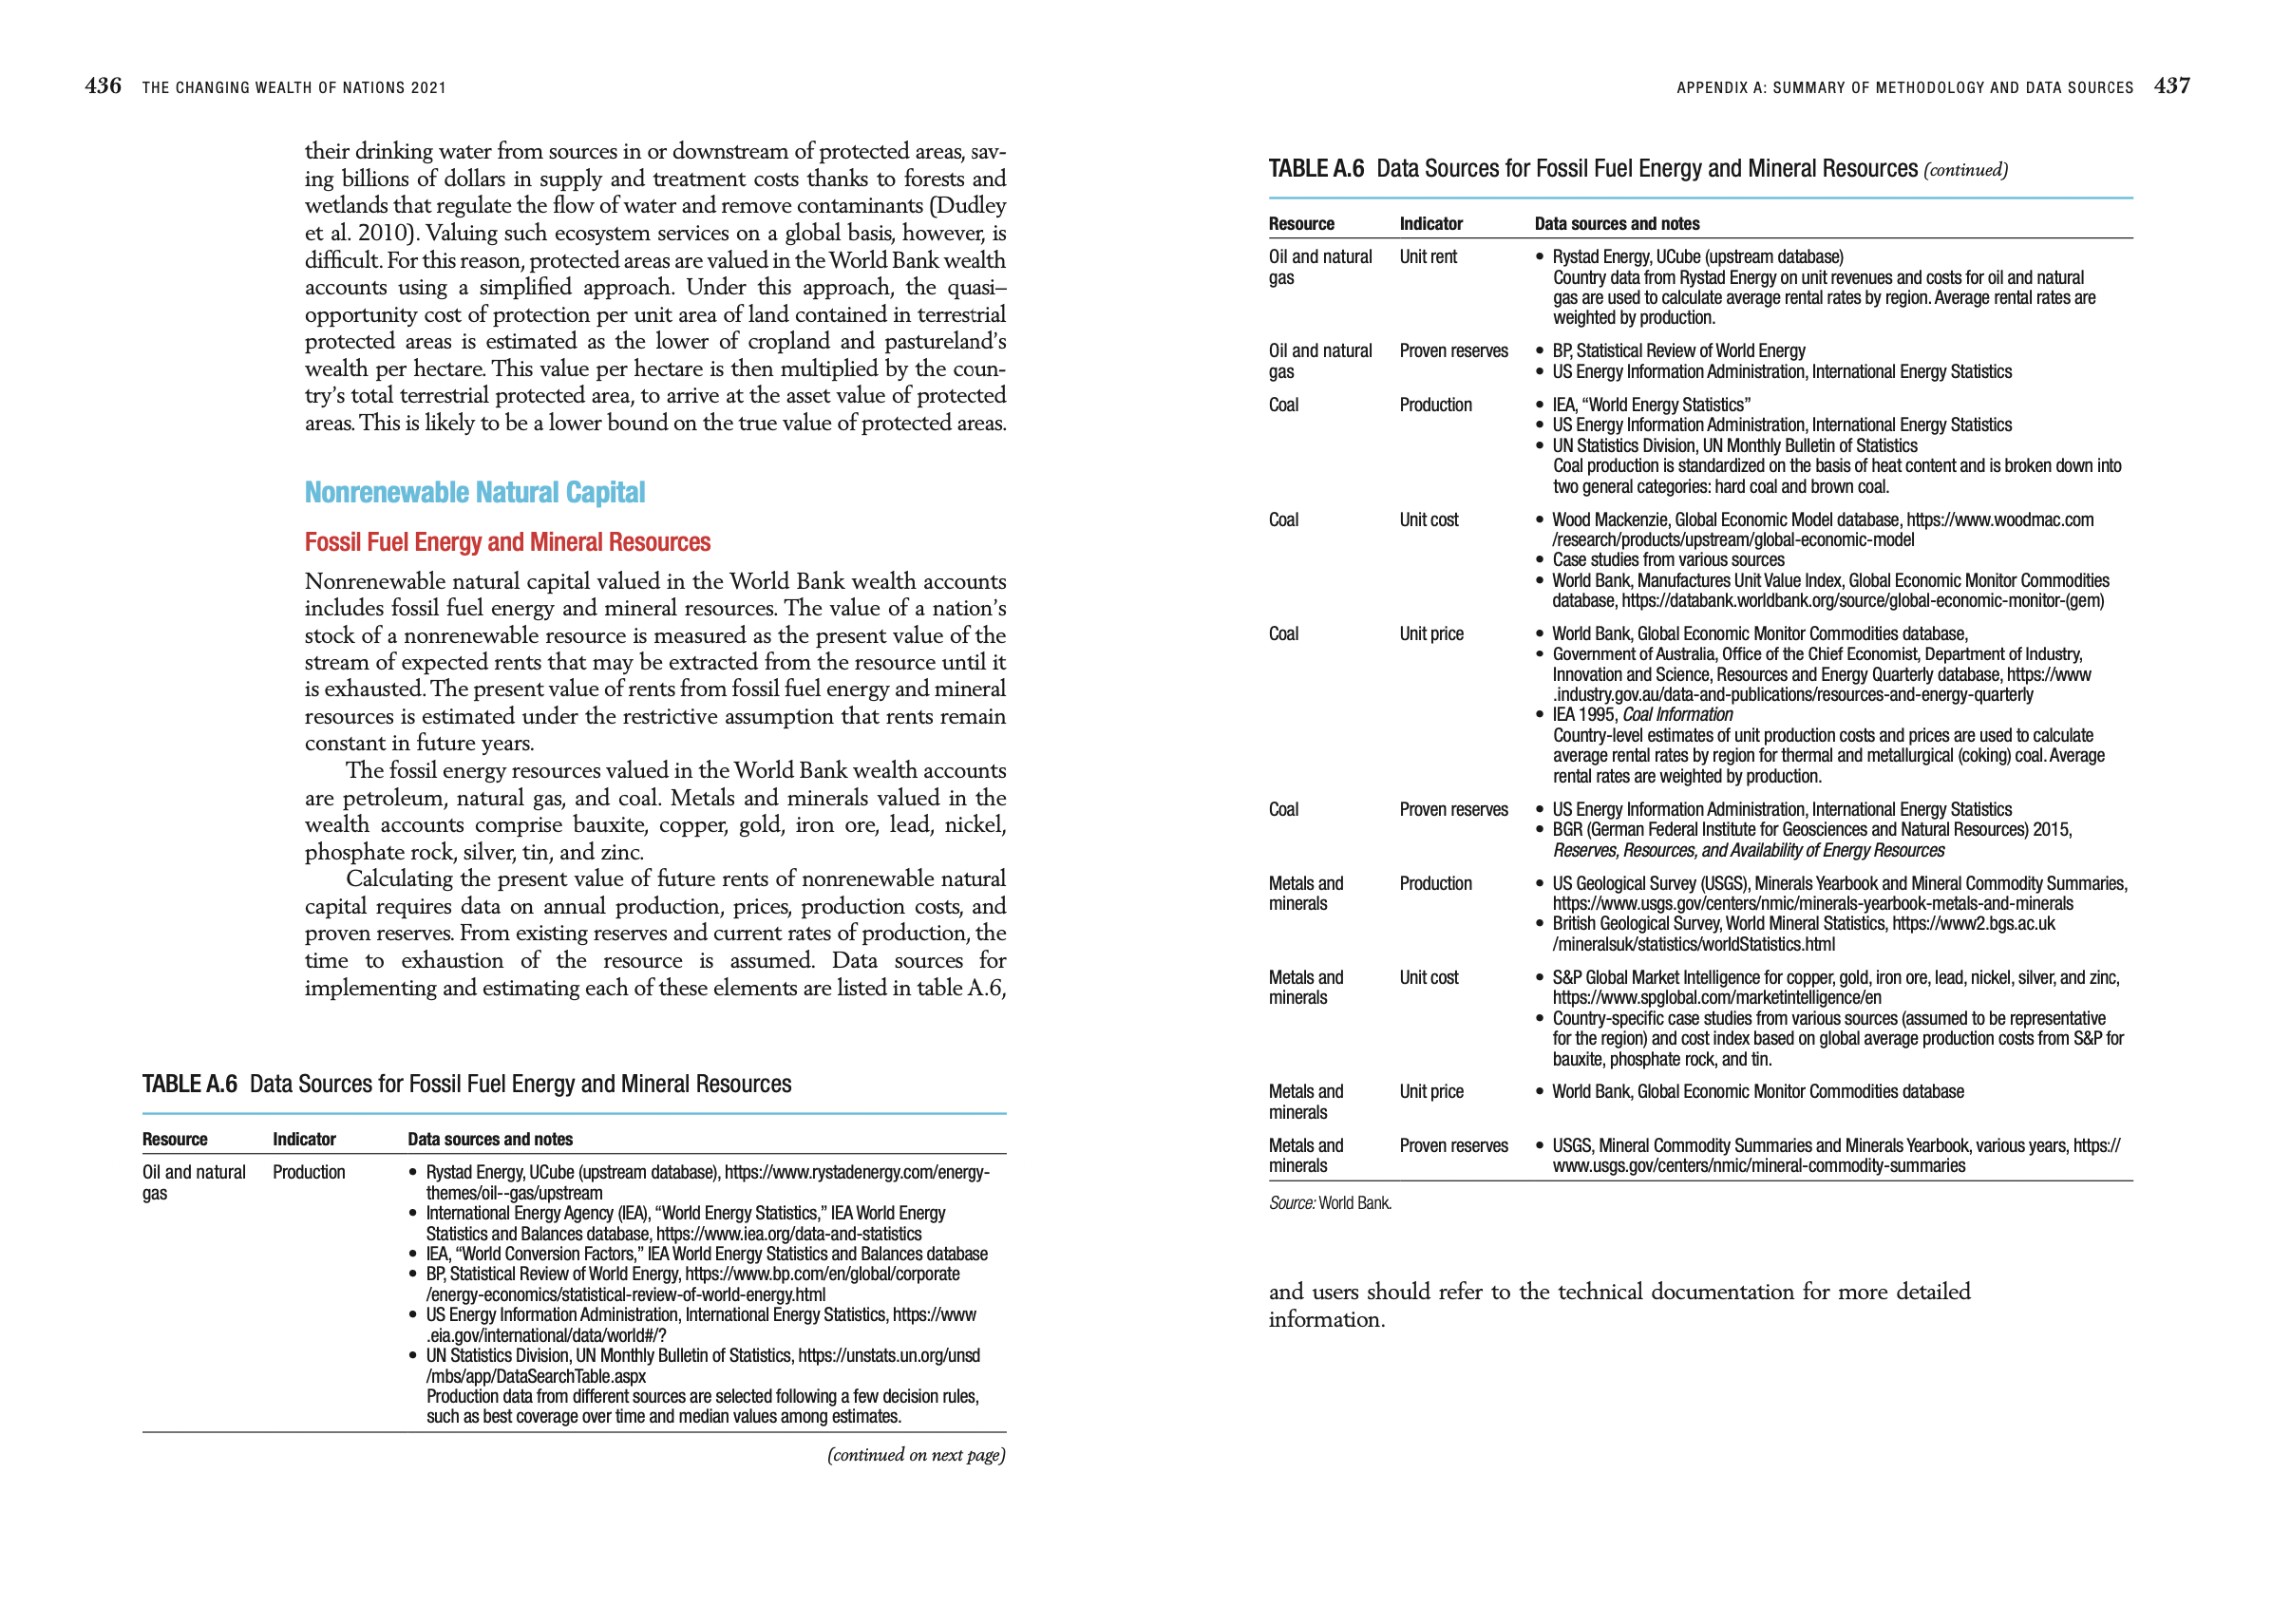 436 THE CHANGING WEALTH OF NATIONS 2021
their drinking water from sources in or downstream of protected areas, sav-
ing billions of dollars in supply and treatment costs thanks to forests and
wetlands that regulate the flow of water and remove contaminants (Dudley
et al. 2010). Valuing such ecosystem services on a global basis, however, is
difficult. For this reason, protected areas are valued in the World Bank wealth
accounts using a simplified approach. Under this approach, the quasi–
opportunity cost of protection per unit area of land contained in terrestrial
protected areas is estimated as the lower of cropland and pastureland’s
wealth per hectare. This value per hectare is then multiplied by the coun-
try’s total terrestrial protected area, to arrive at the asset value of protected
areas. This is likely to be a lower bound on the true value of protected areas.
Nonrenewable Natural Capital
Fossil Fuel Energy and Mineral Resources
Nonrenewable natural capital valued in the World Bank wealth accounts
includes fossil fuel energy and mineral resources. The value of a nation’s
stock of a nonrenewable resource is measured as the present value of the
stream of expected rents that may be extracted from the resource until it
is exhausted. The present value of rents from fossil fuel energy and mineral
resources is estimated under the restrictive assumption that rents remain
constant in future years.
The fossil energy resources valued in the World Bank wealth accounts
are petroleum, natural gas, and coal. Metals and minerals valued in the
wealth accounts comprise bauxite, copper, gold, iron ore, lead, nickel,
phosphate rock, silver, tin, and zinc.
Calculating the present value of future rents of nonrenewable natural
capital requires data on annual production, prices, production costs, and
proven reserves. From existing reserves and current rates of production, the
time to exhaustion of the resource is assumed. Data sources for
implementing and estimating each of these elements are listed in table A.6,
TABLE A.6 Data Sources for Fossil Fuel Energy and Mineral Resources
Resource Indicator Data sources and notes
Oil and natural Production • Rystad Energy, UCube (upstream database), https://www.rystadenergy.com/energy-
gas themes/oil--gas/upstream
• International Energy Agency (IEA), “World Energy Statistics,” IEA World Energy
Statistics and Balances database, https://www.iea.org/data-and-statistics
• IEA, “World Conversion Factors,” IEA World Energy Statistics and Balances database
• BP, Statistical Review of World Energy, https://www.bp.com/en/global/corporate
/energy-economics/statistical-review-of-world-energy.html
• US Energy Information Administration, International Energy Statistics, https://www
.eia.gov/international/data/world#/?
• UN Statistics Division, UN Monthly Bulletin of Statistics, https://unstats.un.org/unsd
/mbs/app/DataSearchTable.aspx
Production data from different sources are selected following a few decision rules,
such as best coverage over time and median values among estimates.
(continued on next page)
APPENDIX A: SUMMARY OF METHODOLOGY AND DATA SOURCES 437
TABLE A.6 Data Sources for Fossil Fuel Energy and Mineral Resources (continued)
Resource Indicator Data sources and notes
Oil and natural Unit rent • Rystad Energy, UCube (upstream database)
gas Country data from Rystad Energy on unit revenues and costs for oil and natural
gas are used to calculate average rental rates by region. Average rental rates are
weighted by production.
Oil and natural Proven reserves • BP, Statistical Review of World Energy
gas • US Energy Information Administration, International Energy Statistics
Coal Production • IEA, “World Energy Statistics”
• US Energy Information Administration, International Energy Statistics
• UN Statistics Division, UN Monthly Bulletin of Statistics
Coal production is standardized on the basis of heat content and is broken down into
two general categories: hard coal and brown coal.
Coal Unit cost • Wood Mackenzie, Global Economic Model database, https://www.woodmac.com
/research/products/upstream/global-economic-model
• Case studies from various sources
• World Bank, Manufactures Unit Value Index, Global Economic Monitor Commodities
database, https://databank.worldbank.org/source/global-economic-monitor-(gem)
Coal Unit price • World Bank, Global Economic Monitor Commodities database,
• Government of Australia, Office of the Chief Economist, Department of Industry,
Innovation and Science, Resources and Energy Quarterly database, https://www
.industry.gov.au/data-and-publications/resources-and-energy-quarterly
• IEA 1995, Coal Information
Country-level estimates of unit production costs and prices are used to calculate
average rental rates by region for thermal and metallurgical (coking) coal. Average
rental rates are weighted by production.
Coal Proven reserves • US Energy Information Administration, International Energy Statistics
• BGR (German Federal Institute for Geosciences and Natural Resources) 2015,
Reserves, Resources, and Availability of Energy Resources
Metals and Production • US Geological Survey (USGS), Minerals Yearbook and Mineral Commodity Summaries,
minerals https://www.usgs.gov/centers/nmic/minerals-yearbook-metals-and-minerals
• British Geological Survey, World Mineral Statistics, https://www2.bgs.ac.uk
/mineralsuk/statistics/worldStatistics.html
Metals and Unit cost • S&P Global Market Intelligence for copper, gold, iron ore, lead, nickel, silver, and zinc,
minerals https://www.spglobal.com/marketintelligence/en
• Country-specific case studies from various sources (assumed to be representative
for the region) and cost index based on global average production costs from S&P for
bauxite, phosphate rock, and tin.
Metals and Unit price • World Bank, Global Economic Monitor Commodities database
minerals
Metals and Proven reserves • USGS, Mineral Commodity Summaries and Minerals Yearbook, various years, https://
minerals www.usgs.gov/centers/nmic/mineral-commodity-summaries
Source: World Bank.
and users should refer to the technical documentation for more detailed
information.